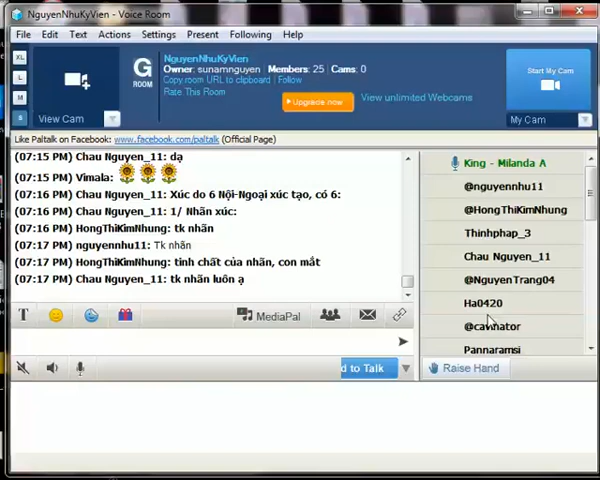 NguyenNhuKyVien - Voice Room
File Edit Text Actions Settings Present Following Help
XL
L
M
S
View Cam
G
ROOM
NguyenNhuKyVien
Owner: sunamnguyen | Members: 25 | Cams: 0
Copy room URL to clipboard | Follow
Rate This Room
Upgrade now
View unlimited Webcams
Start My Cam
My Cam
Like Paltalk on Facebook: www.facebook.com/paltalk (Official Page)
(07:15 PM) Chau Nguyen_11: dạ
(07:15 PM) Vimala:
(07:16 PM) Chau Nguyen_11: Xúc do 6 Nội-Ngoại xúc tạo, có 6:
(07:16 PM) Chau Nguyen_11: 1/ Nhãn xúc:
(07:17 PM) HongThiKimNhung: tk nhãn
(07:17 PM) nguyennhu11: Tk nhãn
(07:17 PM) HongThiKimNhung: tinh chất của nhãn, con mắt
(07:17 PM) Chau Nguyen_11: tk nhãn luôn ạ
King - Milanda A
@nguyennhu11
@HongThiKimNhung
Thinhphap_3
Chau Nguyen_11
@NguyenTrang04
Ha0420
Pannaramsi
MediaPal
d to Talk
Raise Hand